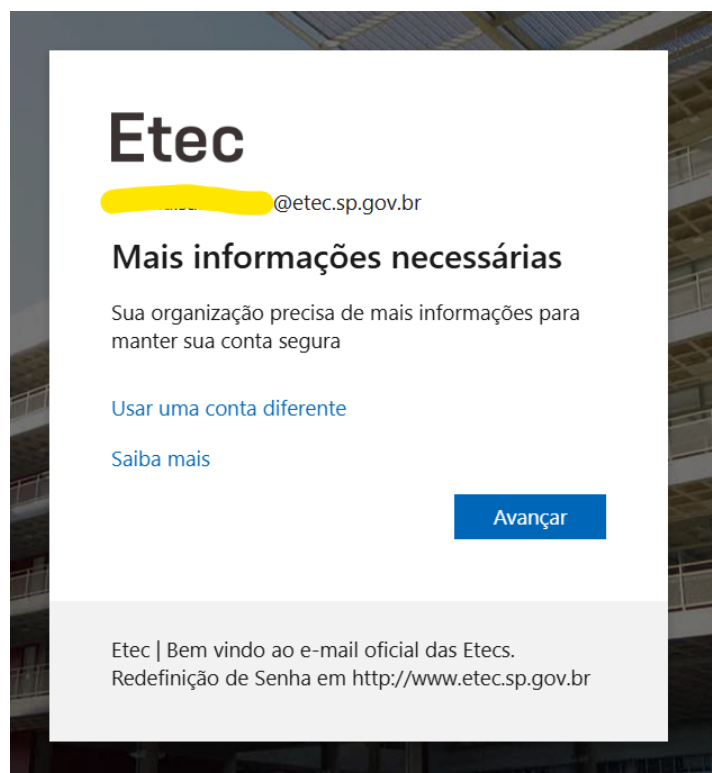 Etec
@etec.sp.gov.br
Mais informações necessárias
Sua organização precisa de mais informações para
manter sua conta segura
Usar uma conta diferente
Saiba mais
Avançar
Etec | Bem vindo ao e-mail oficial das Etecs.
Redefinição de Senha em http://www.etec.sp.gov.br